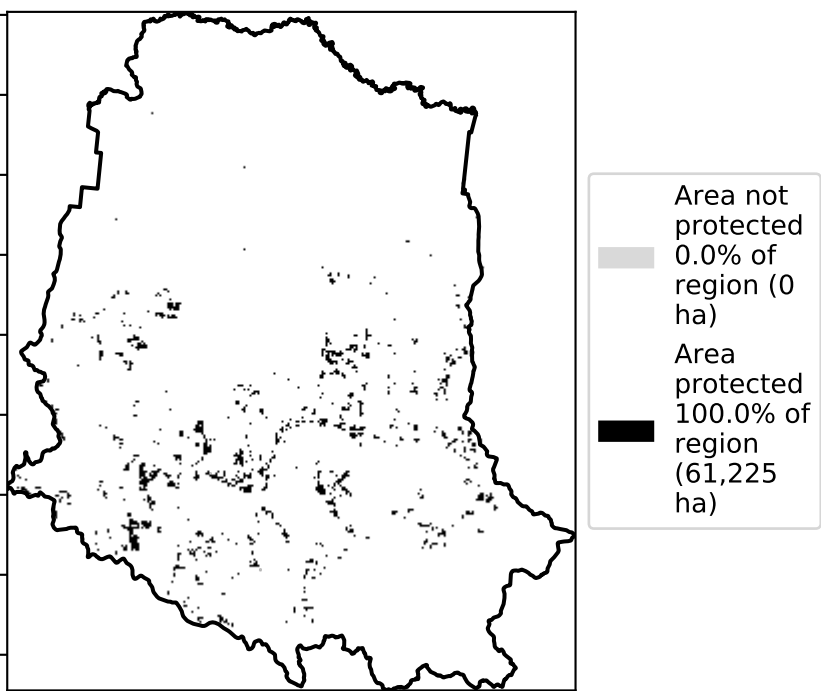 Area not
protected
0.0% of
region (0
ha)
Area
protected
100.0% of
region
(61,225
ha)